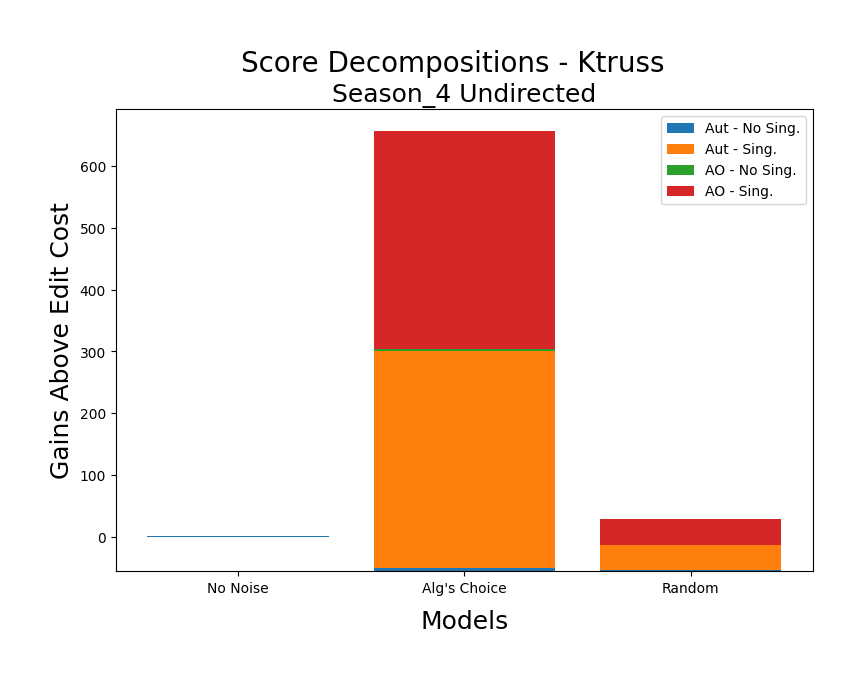 Score Decompositions - Ktruss
Season_4 Undirected
Aut - No Sing.
Aut - Sing.
AO - No Sing.
AO - Sing.
Gains Above Edit Cost
600
500
400
300
200
100
0
No Noise
Alg's Choice
Random
Models